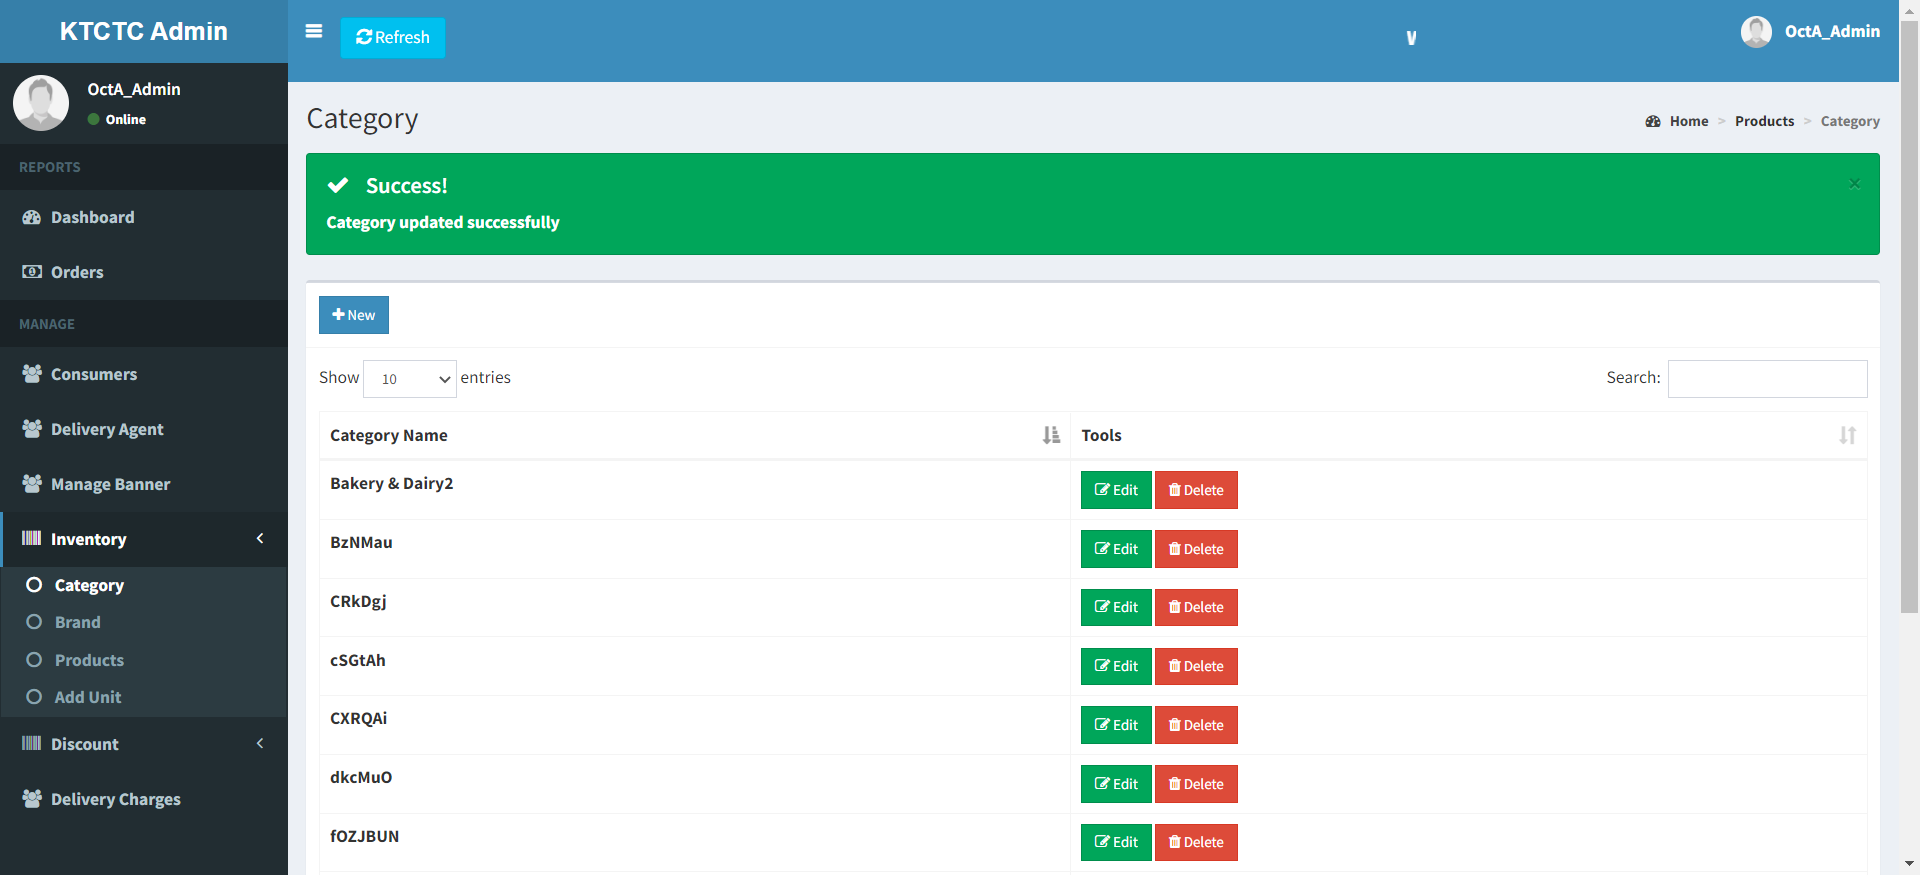 KTCTC Admin
Refresh
OctA_Admin
OctA_Admin
Online
REPORTS
Dashboard
Orders
MANAGE
Consumers
Delivery Agent
Manage Banner
Inventory
Category
Brand
Products
Add Unit
Discount
Delivery Charges
Category
Home > Products > Category
Success!
×
Category updated successfully
New
Show 10 entries
Search:
Category Name Tools
Bakery & Dairy2 Edit Delete
BzNMau Edit Delete
CRkDgj Edit Delete
cSGtAh Edit Delete
CXRQAi Edit Delete
dkcMuO Edit Delete
fOZJBUN Edit Delete